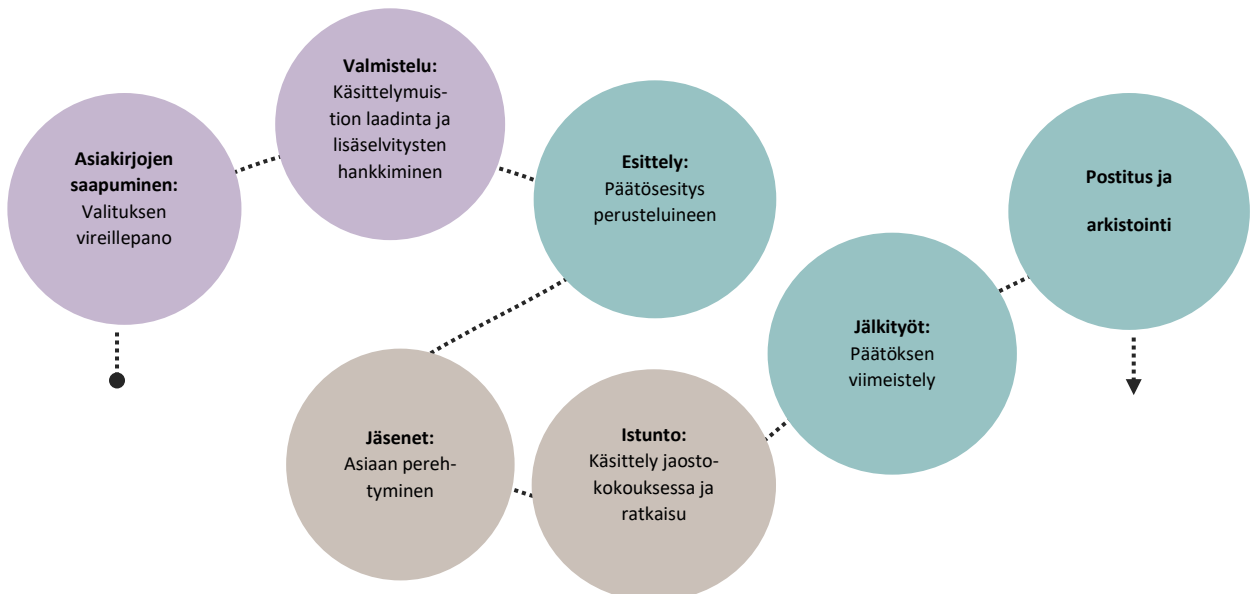 Asiakirjojen
saapuminen:
Valituksen
vireillepano
Valmistelu:
Käsittelymuis-
tion laadinta ja
lisäselvitysten
hankkiminen
Esittely:
Päätösesitys
perusteluineen
Jäsenet:
Asiaan pereh-
tyminen
Istunto:
Käsittely jaosto-
kokouksessa ja
ratkaisu
Jälkityöt:
Päätöksen
viimeistely
Postitus ja
arkistointi